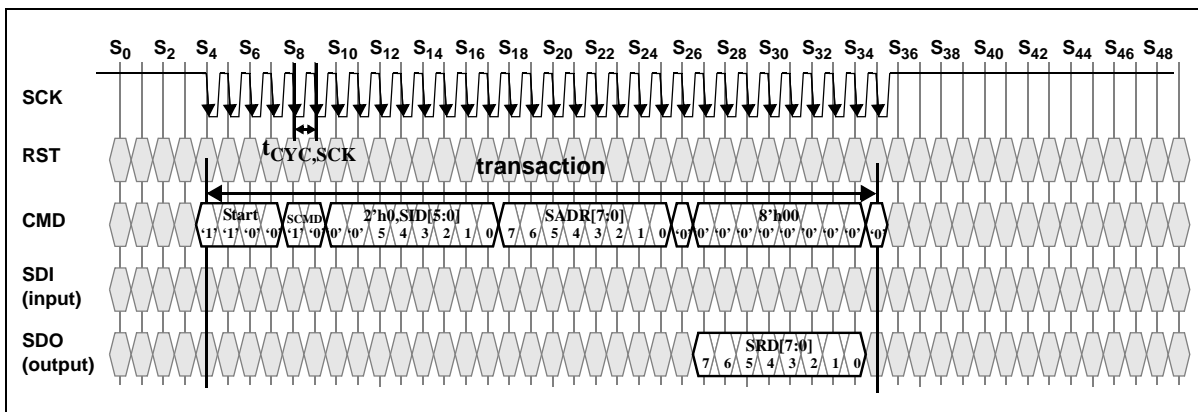 S0 S2 S4 S6 S8 S10 S12 S14 S16 S18 S20 S22 S24 S26 S28 S30 S32 S34 S36 S38 S40 S42 S44 S46 S48
SCK
tCYC,SCK
RST
transaction
CMD
Start SCMD 2'h0,SID[5:0] SADR[7:0] 8'h00
‘1’ ‘1’ ‘0’ ‘0’ ‘1’ ‘0’ ‘0’ ‘0’ 5 4 3 2 1 0 7 6 5 4 3 2 1 0 ‘0’ ‘0’ ‘0’ ‘0’ ‘0’ ‘0’ ‘0’ ‘0’ ‘0’ ‘0’
SDI
(input)
SDO
(output)
SRD[7:0]
7 6 5 4 3 2 1 0